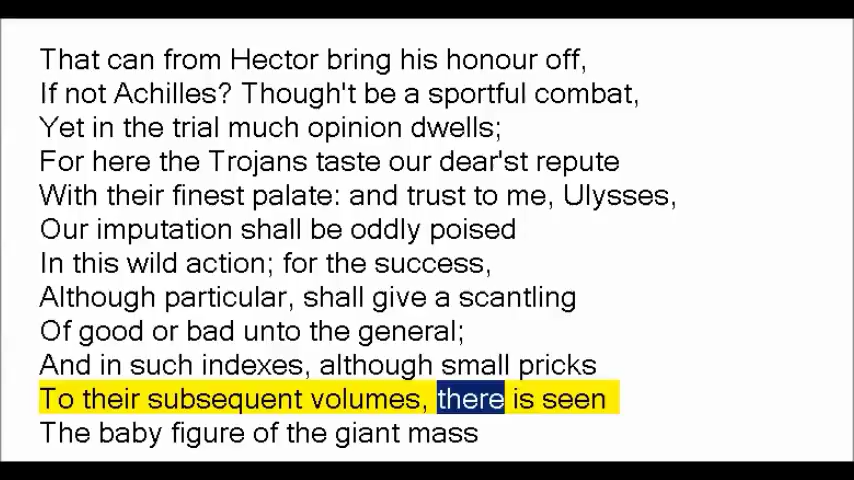 That can from Hector bring his honour off,
If not Achilles? Though't be a sportful combat,
Yet in the trial much opinion dwells;
For here the Trojans taste our dear'st repute
With their finest palate: and trust to me, Ulysses,
Our imputation shall be oddly poised
In this wild action; for the success,
Although particular, shall give a scantling
Of good or bad unto the general;
And in such indexes, although small pricks
To their subsequent volumes, there is seen
The baby figure of the giant mass